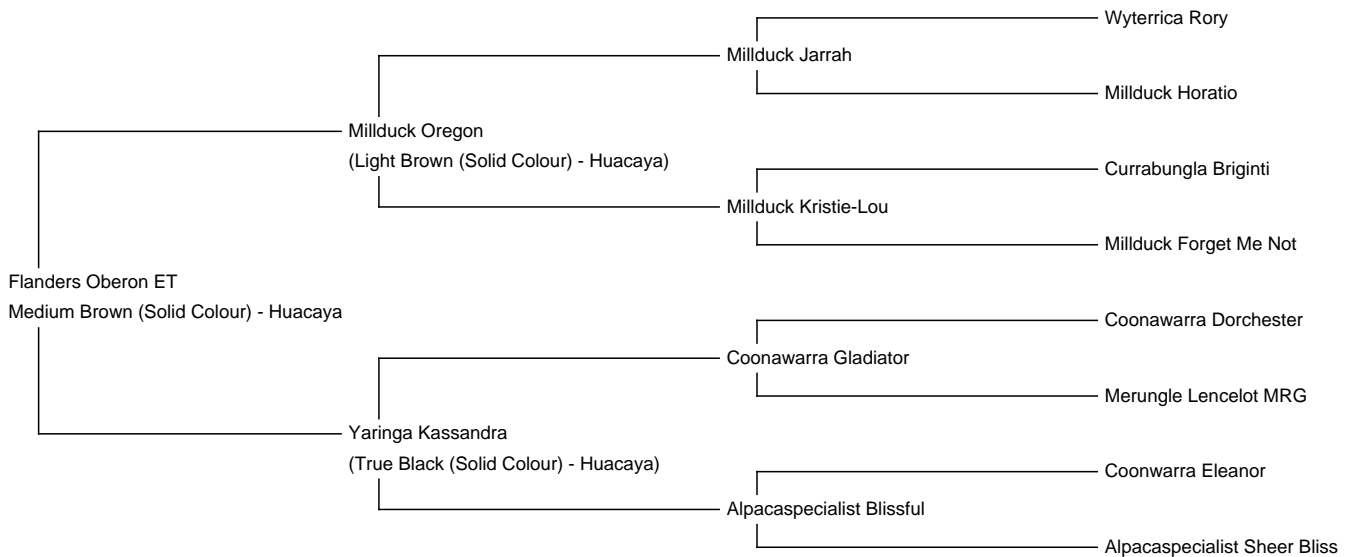 Wyterrica Rory
Millduck Jarrah
Millduck Horatio
Millduck Oregon
(Light Brown (Solid Colour) - Huacaya)
Currabungla Briginti
Millduck Kristie-Lou
Millduck Forget Me Not
Flanders Oberon ET
Medium Brown (Solid Colour) - Huacaya
Coonawarra Dorchester
Coonawarra Gladiator
Merungle Lencelot MRG
Yaringa Kassandra
(True Black (Solid Colour) - Huacaya)
Coonwarra Eleanor
Alpacaspecialist Blissful
Alpacaspecialist Sheer Bliss